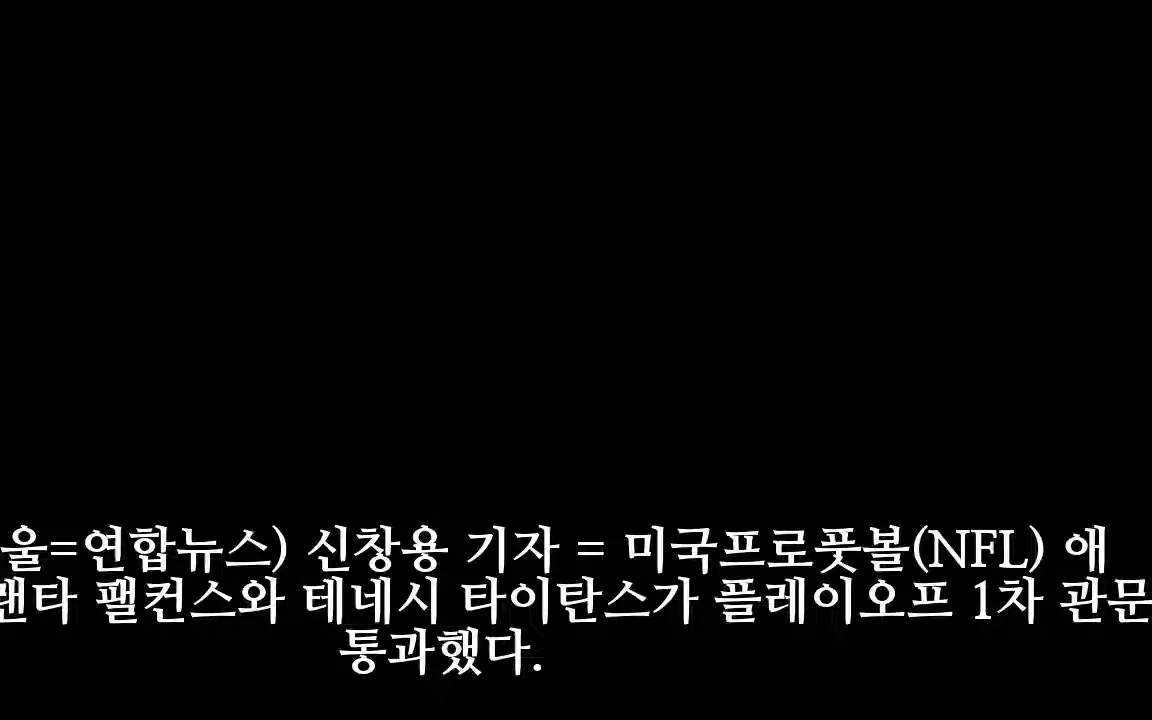 울=연합뉴스) 신창용 기자 = 미국프로풋볼(NFL) 애
랜타 팰컨스와 테네시 타이탄스가 플레이오프 1차 관문
통과했다.